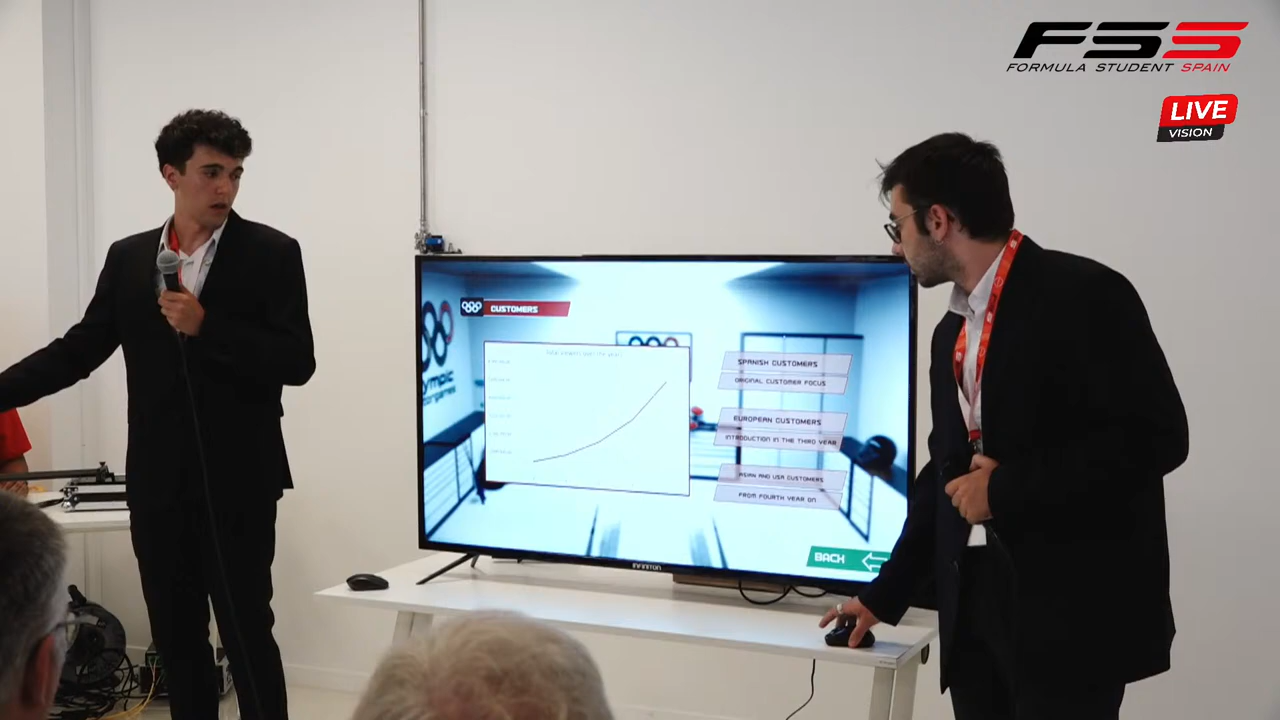 FSS
FORMULA STUDENT SPAIN
LIVE
VISION
CUSTOMERS
SPANISH CUSTOMERS
ORIGINAL CUSTOMER FOCUS
EUROPEAN CUSTOMERS
INTRODUCTION IN THE THIRD YEAR
ASIAN AND USA CUSTOMERS
FROM FOURTH YEAR ON
BACK
INFINITON